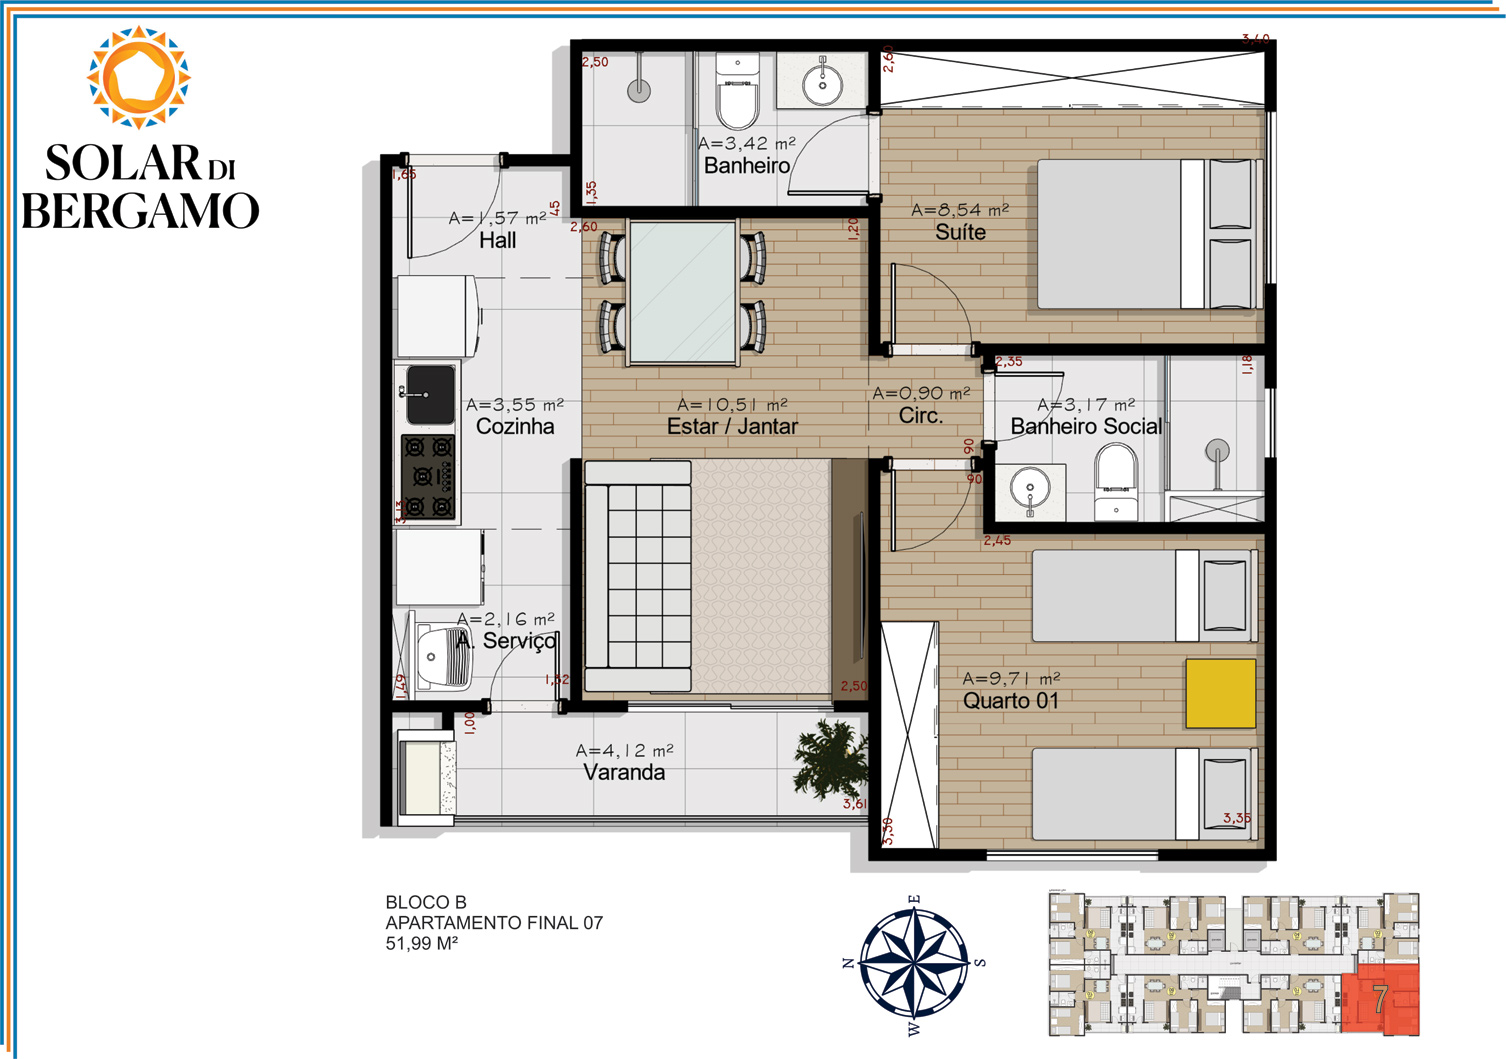 SOLAR DI
BERGAMO
2,50
2,60
3,40
A=3,42 m²
Banheiro
1,35
1,65
A=1,57 m²
Hall
45
2,60
1,20
A=8,54 m²
Suíte
A=3,55 m²
Cozinha
A=10,51 m²
Estar / Jantar
A=0,90 m²
Circ.
90
90
2,35
1,18
A=3,17 m²
Banheiro Social
3,13
2,45
A=2,16 m²
A. Serviço
1,49
1,32
2,50
A=9,71 m²
Quarto 01
1,00
A=4,12 m²
Varanda
3,61
3,30
3,35
BLOCO B
APARTAMENTO FINAL 07
51,99 M²
E
N
S
W
7